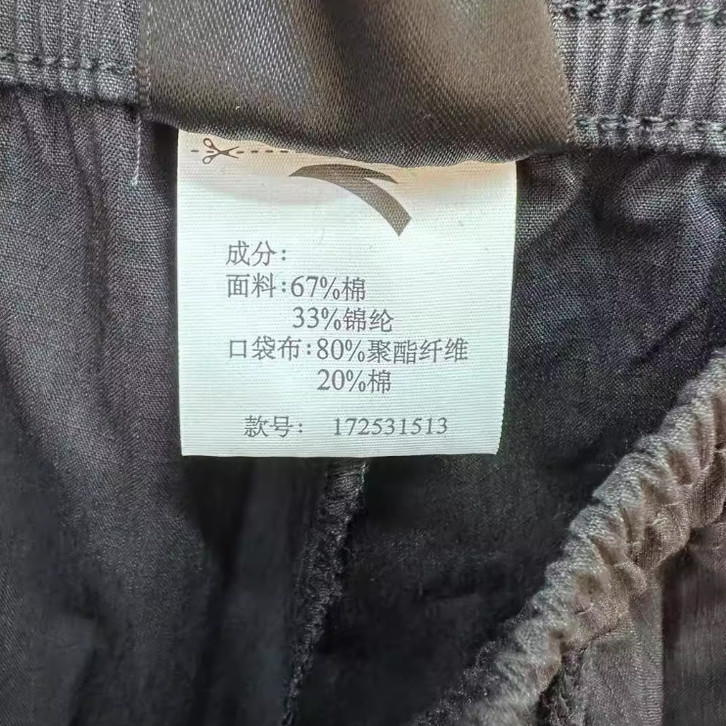 成分:
面料:67%棉
33%锦纶
口袋布:80%聚酯纤维
20%棉
款号: 172531513